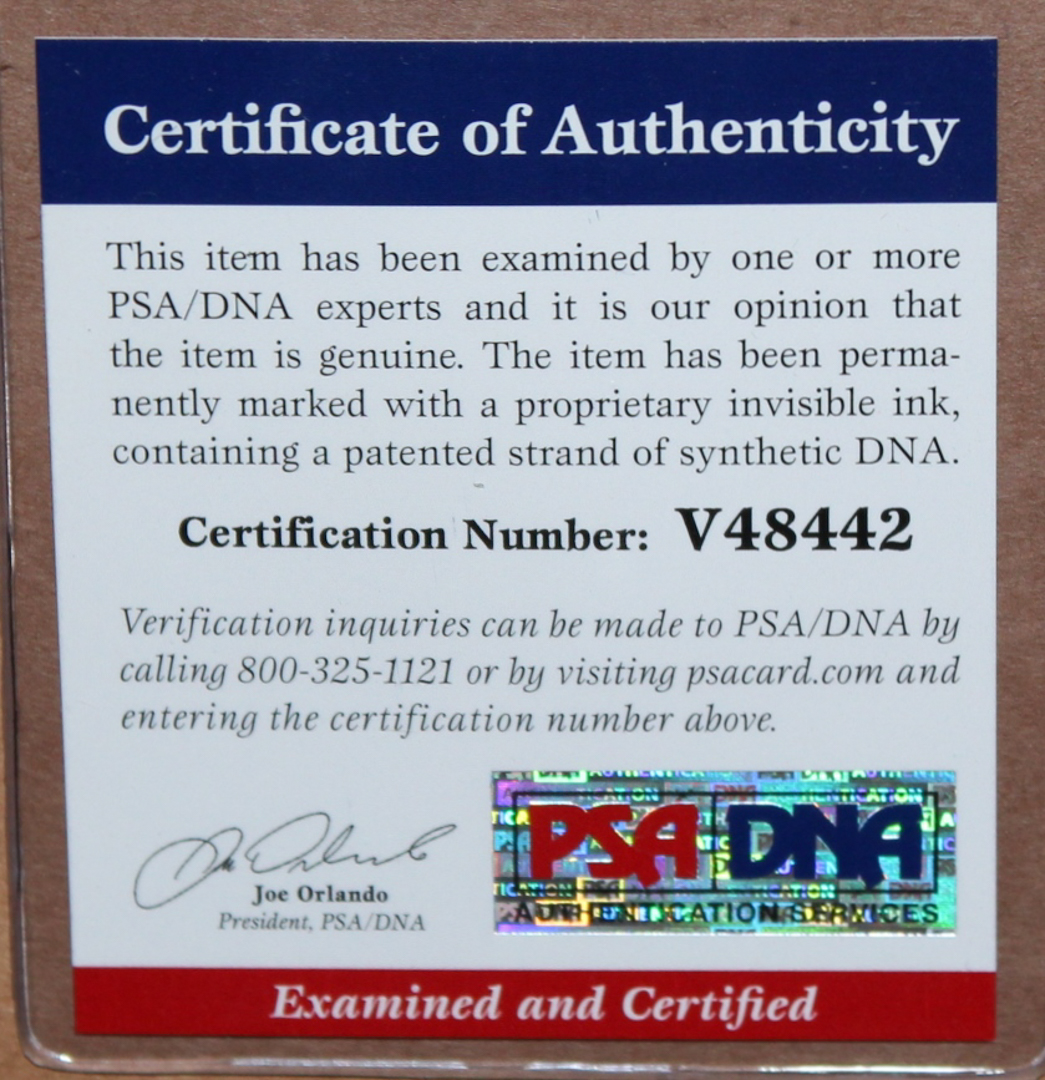 Certificate of Authenticity
This item has been examined by one or more
PSA/DNA experts and it is our opinion that
the item is genuine. The item has been perma-
nently marked with a proprietary invisible ink,
containing a patented strand of synthetic DNA.
Certification Number: V48442
Verification inquiries can be made to PSA/DNA by
calling 800-325-1121 or by visiting psacard.com and
entering the certification number above.
Joe Orlando
President, PSA/DNA
PSA DNA
AUTHENTICATION SERVICES
Examined and Certified